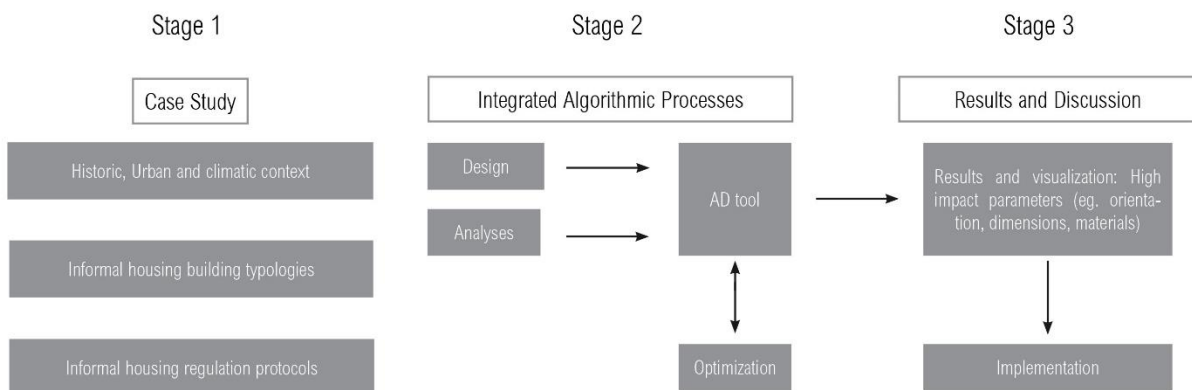 Stage 1
Stage 2
Stage 3
Case Study
Integrated Algorithmic Processes
Results and Discussion
Historic, Urban and climatic context
Informal housing building typologies
Informal housing regulation protocols
Design
Analyses
AD tool
Optimization
Results and visualization: High
impact parameters (eg. orienta-
tion, dimensions, materials)
Implementation